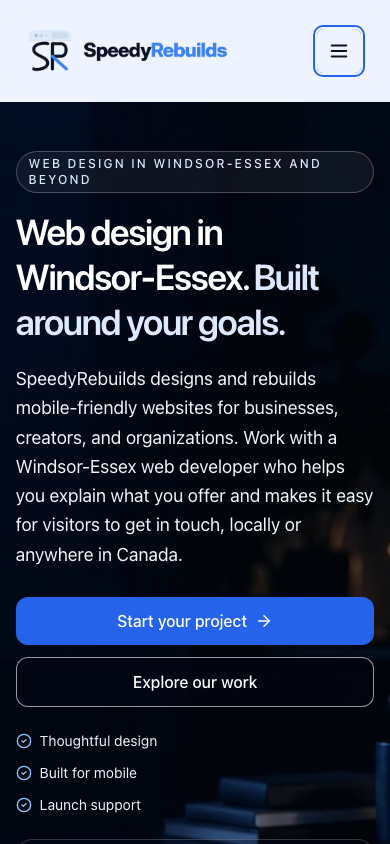 SR SpeedyRebuilds
WEB DESIGN IN WINDSOR-ESSEX AND
BEYOND
Web design in
Windsor-Essex. Built
around your goals.
SpeedyRebuilds designs and rebuilds
mobile-friendly websites for businesses,
creators, and organizations. Work with a
Windsor-Essex web developer who helps
you explain what you offer and makes it easy
for visitors to get in touch, locally or
anywhere in Canada.
Start your project →
Explore our work
Thoughtful design
Built for mobile
Launch support